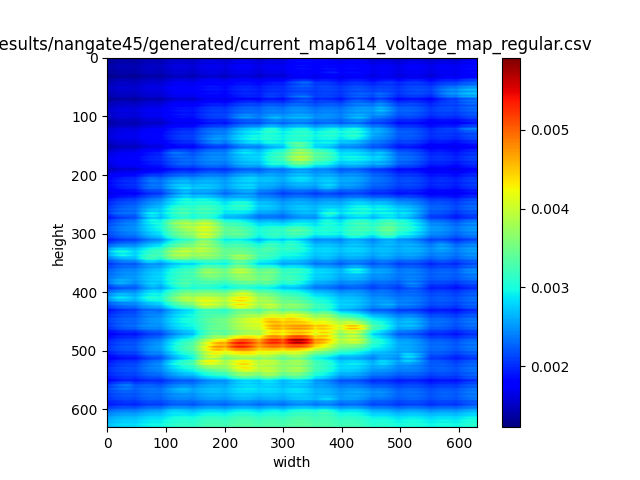 esults/nangate45/generated/current_map614_voltage_map_regular.csv
0
100
200
300
400
500
600
height
0 100 200 300 400 500 600
width
0.005
0.004
0.003
0.002